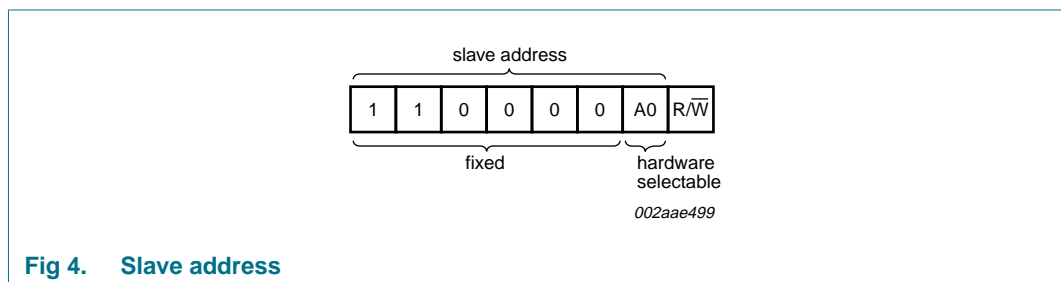 slave address
1 1 0 0 0 0 A0 R/W̅
fixed
hardware
selectable
002aae499
Fig 4. Slave address